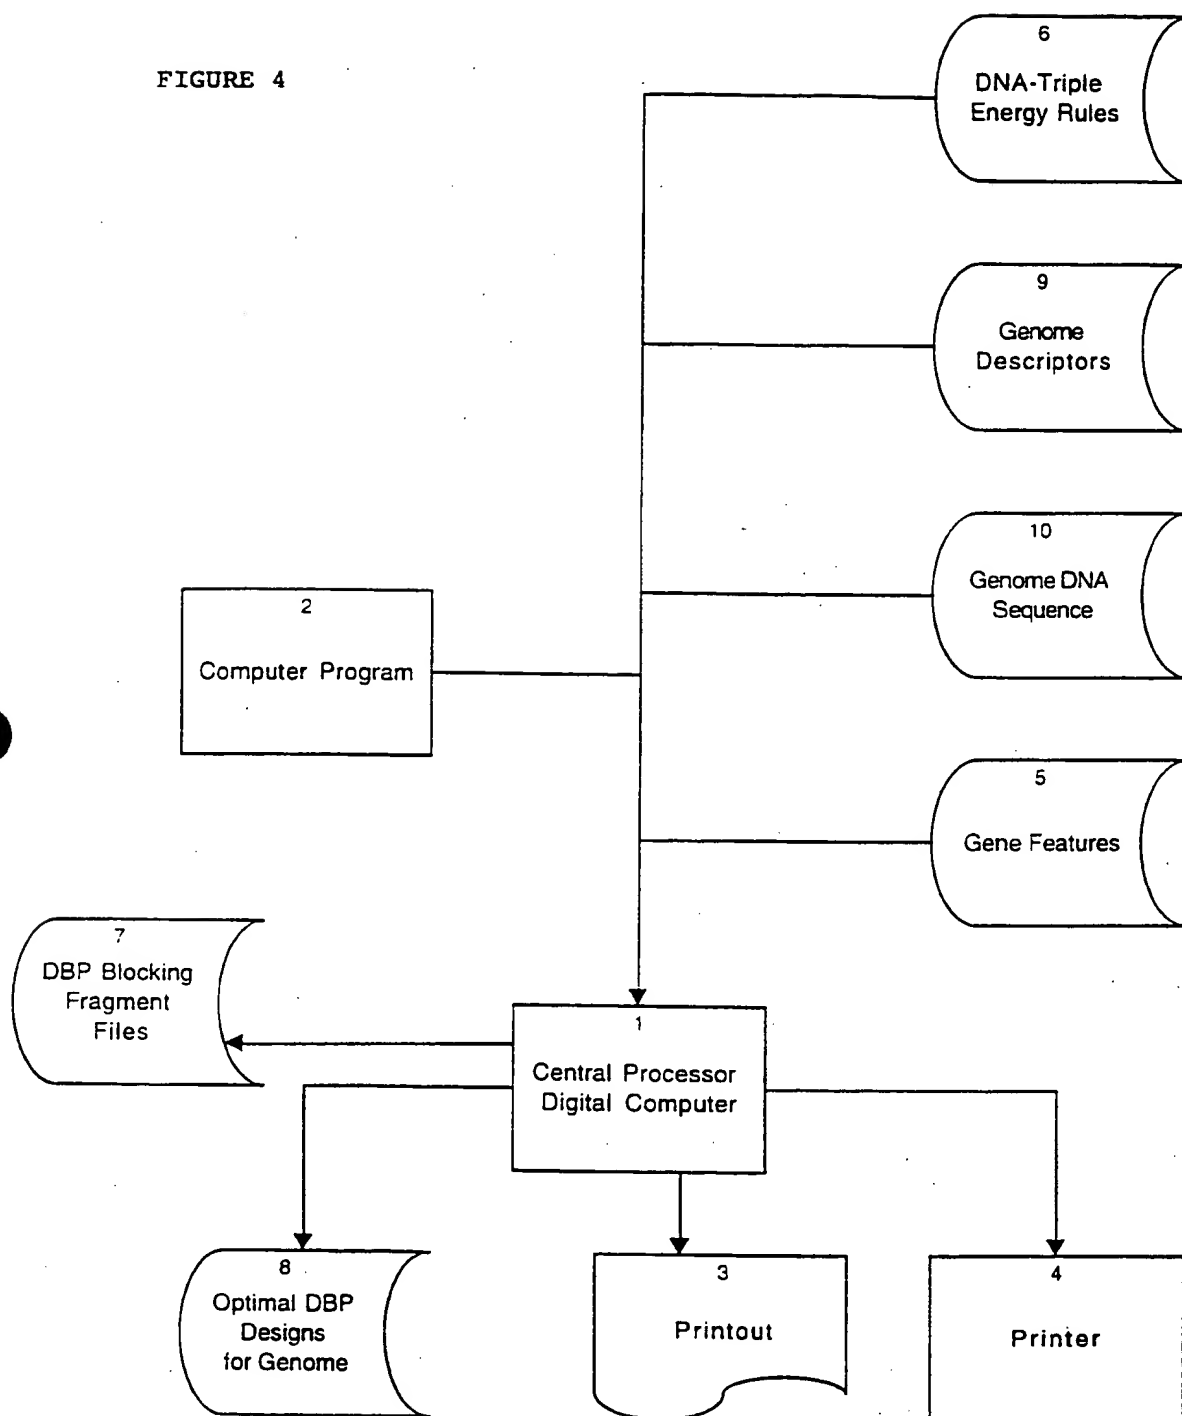 FIGURE 4
6
DNA-Triple
Energy Rules
9
Genome
Descriptors
10
Genome DNA
Sequence
2
Computer Program
5
Gene Features
7
DBP Blocking
Fragment
Files
1
Central Processor
Digital Computer
8
Optimal DBP
Designs
for Genome
3
Printout
4
Printer